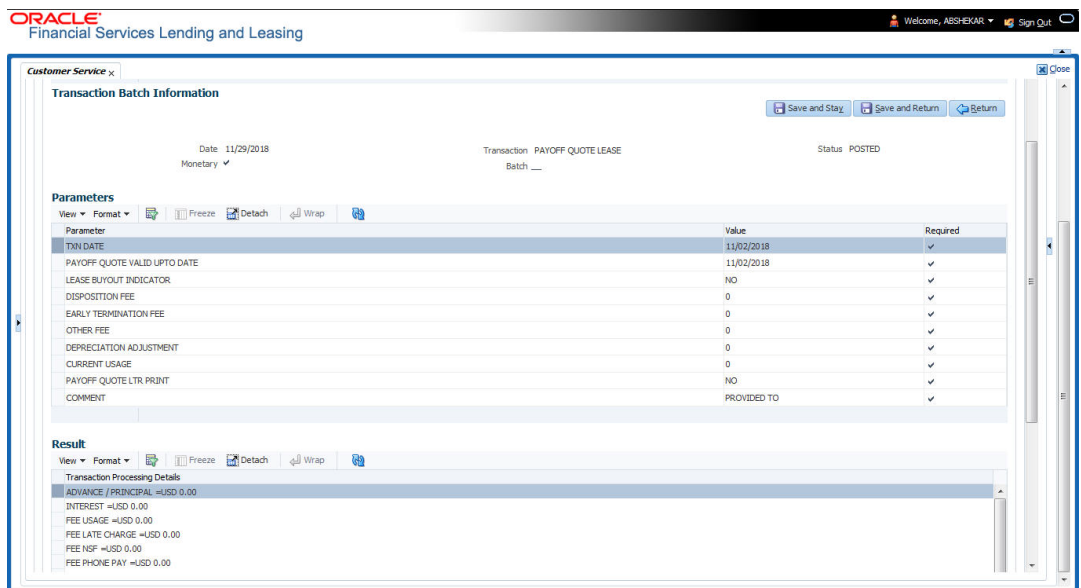 ORACLE
Financial Services Lending and Leasing
Welcome, ABSHEKAR Sign Out
Customer Service x
Close
Transaction Batch Information
Save and Stay Save and Return Return
Date 11/29/2018 Transaction PAYOFF QUOTE LEASE Status POSTED
Monetary ✔ Batch __
Parameters
View Format Freeze Detach Wrap
Parameter Value Required
TXN DATE 11/02/2018 ✔
PAYOFF QUOTE VALID UPTO DATE 11/02/2018 ✔
LEASE BUYOUT INDICATOR NO ✔
DISPOSITION FEE 0 ✔
EARLY TERMINATION FEE 0 ✔
OTHER FEE 0 ✔
DEPRECIATION ADJUSTMENT 0 ✔
CURRENT USAGE 0 ✔
PAYOFF QUOTE LTR PRINT NO ✔
COMMENT PROVIDED TO ✔
Result
View Format Freeze Detach Wrap
Transaction Processing Details
ADVANCE / PRINCIPAL =USD 0.00
INTEREST =USD 0.00
FEE USAGE =USD 0.00
FEE LATE CHARGE =USD 0.00
FEE NSF =USD 0.00
FEE PHONE PAY =USD 0.00